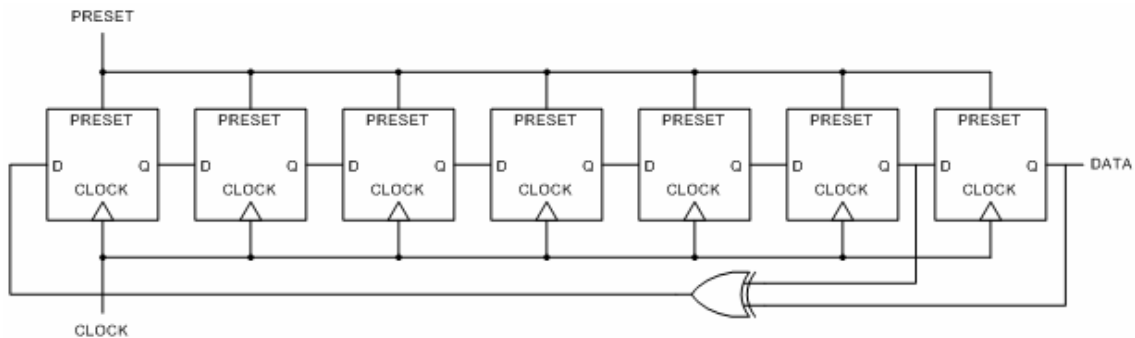 PRESET
PRESET PRESET PRESET PRESET PRESET PRESET PRESET
D Q D Q D Q D Q D Q D Q D Q DATA
CLOCK CLOCK CLOCK CLOCK CLOCK CLOCK CLOCK
CLOCK